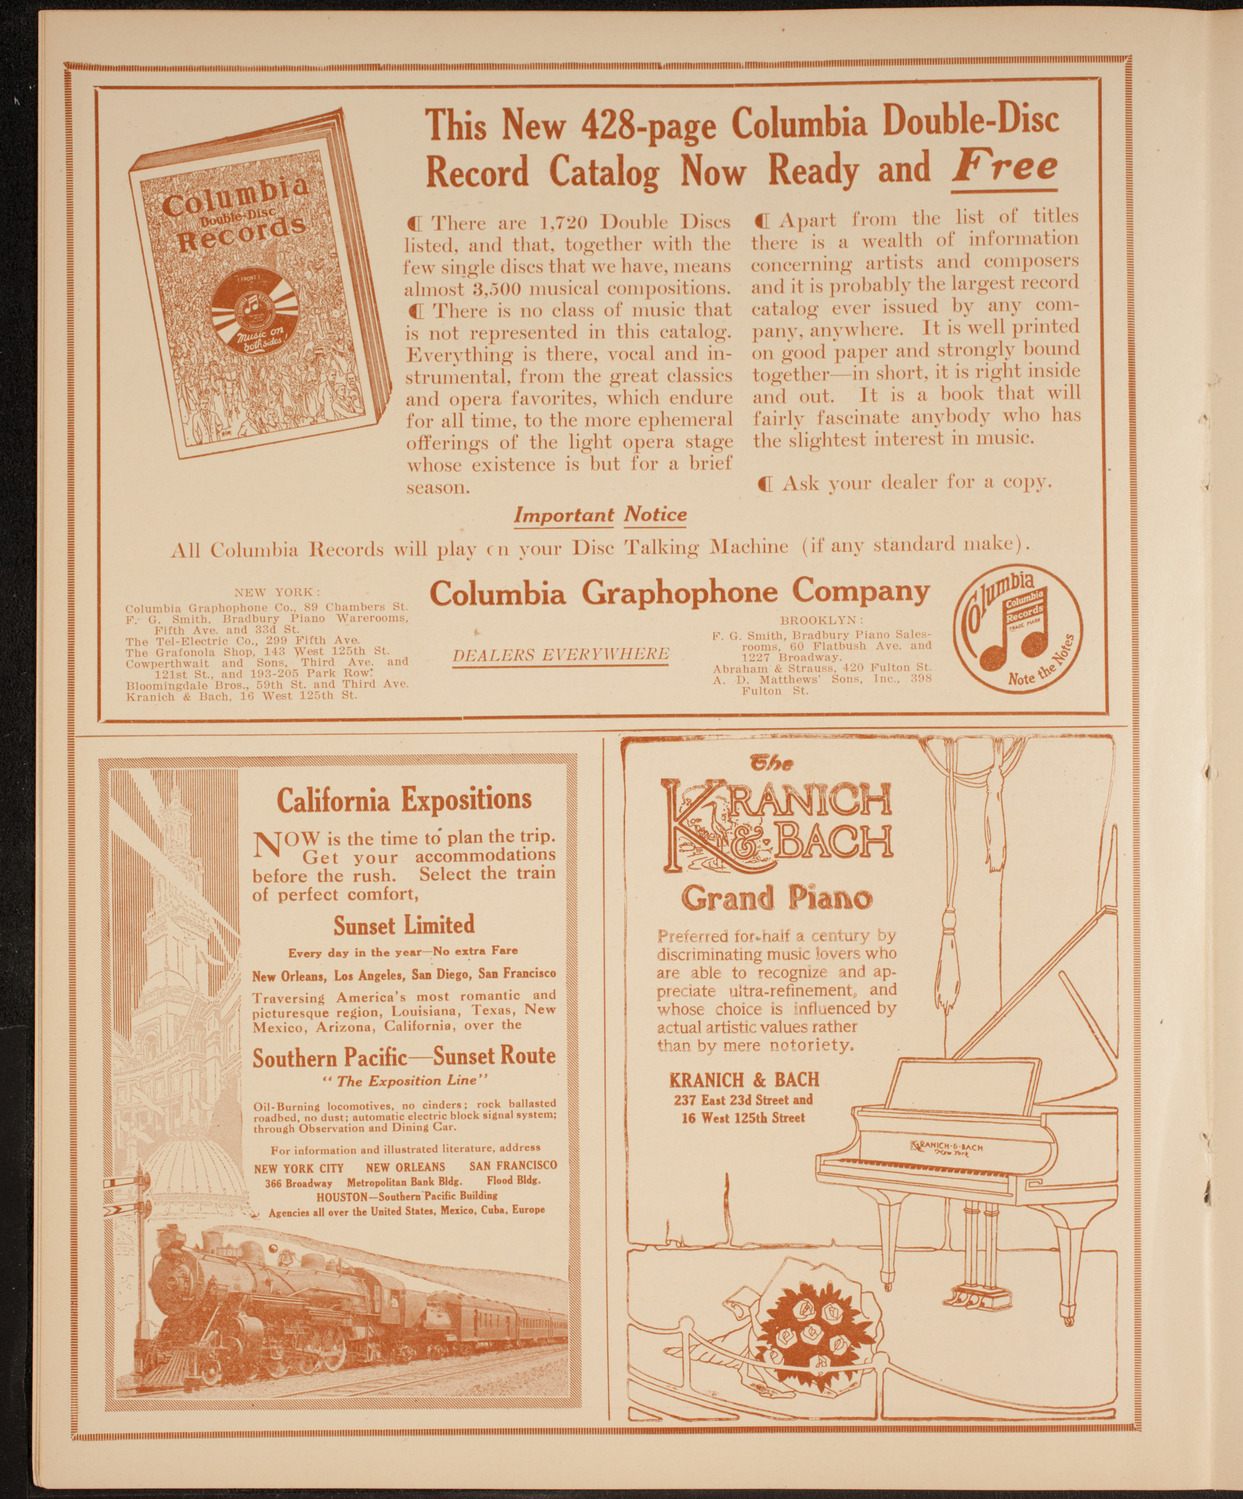 This New 428-page Columbia Double-Disc
Record Catalog Now Ready and Free
Columbia
Double-Disc
Records
Music on
both sides
¶ There are 1,720 Double Discs
listed, and that, together with the
few single discs that we have, means
almost 3,500 musical compositions.
¶ There is no class of music that
is not represented in this catalog.
Everything is there, vocal and in-
strumental, from the great classics
and opera favorites, which endure
for all time, to the more ephemeral
offerings of the light opera stage
whose existence is but for a brief
season.
¶ Apart from the list of titles
there is a wealth of information
concerning artists and composers
and it is probably the largest record
catalog ever issued by any com-
pany, anywhere. It is well printed
on good paper and strongly bound
together—in short, it is right inside
and out. It is a book that will
fairly fascinate anybody who has
the slightest interest in music.
¶ Ask your dealer for a copy.
Important Notice
All Columbia Records will play on your Disc Talking Machine (if any standard make).
NEW YORK:
Columbia Graphophone Co., 89 Chambers St.
F. G. Smith, Bradbury Piano Warerooms,
Fifth Ave. and 33d St.
The Tel-Electric Co., 299 Fifth Ave.
The Grafonola Shop, 143 West 125th St.
Cowperthwait and Sons, Third Ave. and
121st St., and 193-205 Park Row.
Bloomingdale Bros., 59th St. and Third Ave.
Kranich & Bach, 16 West 125th St.
Columbia Graphophone Company
DEALERS EVERYWHERE
BROOKLYN:
F. G. Smith, Bradbury Piano Sales-
rooms, 60 Flatbush Ave. and
1227 Broadway.
Abraham & Strauss, 420 Fulton St.
A. D. Matthews' Sons, Inc., 398
Fulton St.
Columbia
Columbia
Records
TRADE MARK
Note the Notes
California Expositions
NOW is the time to plan the trip.
Get your accommodations
before the rush. Select the train
of perfect comfort,
Sunset Limited
Every day in the year—No extra Fare
New Orleans, Los Angeles, San Diego, San Francisco
Traversing America's most romantic and
picturesque region, Louisiana, Texas, New
Mexico, Arizona, California, over the
Southern Pacific—Sunset Route
"The Exposition Line"
Oil-Burning locomotives, no cinders; rock ballasted
roadbed, no dust; automatic electric block signal system;
through Observation and Dining Car.
For information and illustrated literature, address
NEW YORK CITY NEW ORLEANS SAN FRANCISCO
366 Broadway Metropolitan Bank Bldg. Flood Bldg.
HOUSTON—Southern Pacific Building
Agencies all over the United States, Mexico, Cuba, Europe
The
KRANICH
& BACH
Grand Piano
Preferred for half a century by
discriminating music lovers who
are able to recognize and ap-
preciate ultra-refinement, and
whose choice is influenced by
actual artistic values rather
than by mere notoriety.
KRANICH & BACH
237 East 23d Street and
16 West 125th Street
KRANICH-&-BACH
New York